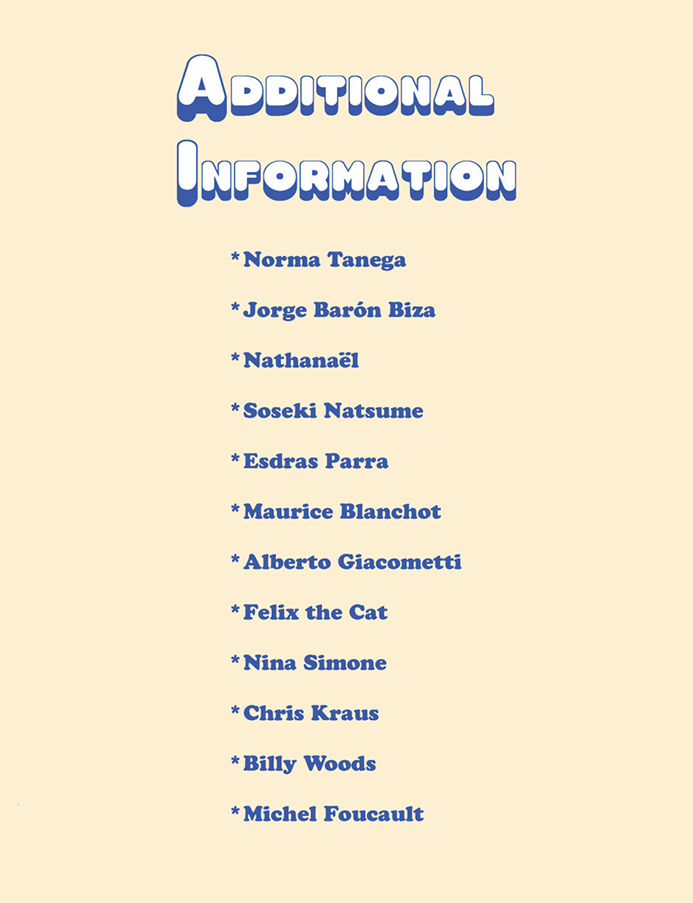 Additional
Information
*Norma Tanega
*Jorge Barón Biza
*Nathanaël
*Soseki Natsume
*Esdras Parra
*Maurice Blanchot
*Alberto Giacometti
*Felix the Cat
*Nina Simone
*Chris Kraus
*Billy Woods
*Michel Foucault